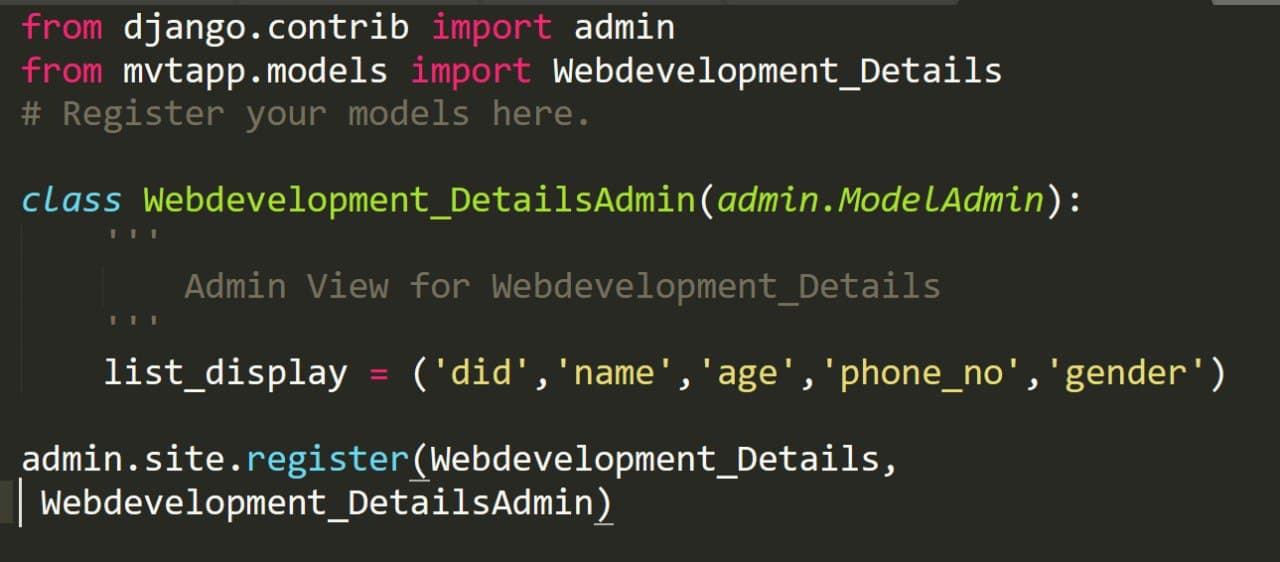 from django.contrib import admin
from mvtapp.models import Webdevelopment_Details
# Register your models here.
class Webdevelopment_DetailsAdmin(admin.ModelAdmin):
'''
Admin View for Webdevelopment_Details
'''
list_display = ('did','name','age','phone_no','gender')
admin.site.register(Webdevelopment_Details,
Webdevelopment_DetailsAdmin)